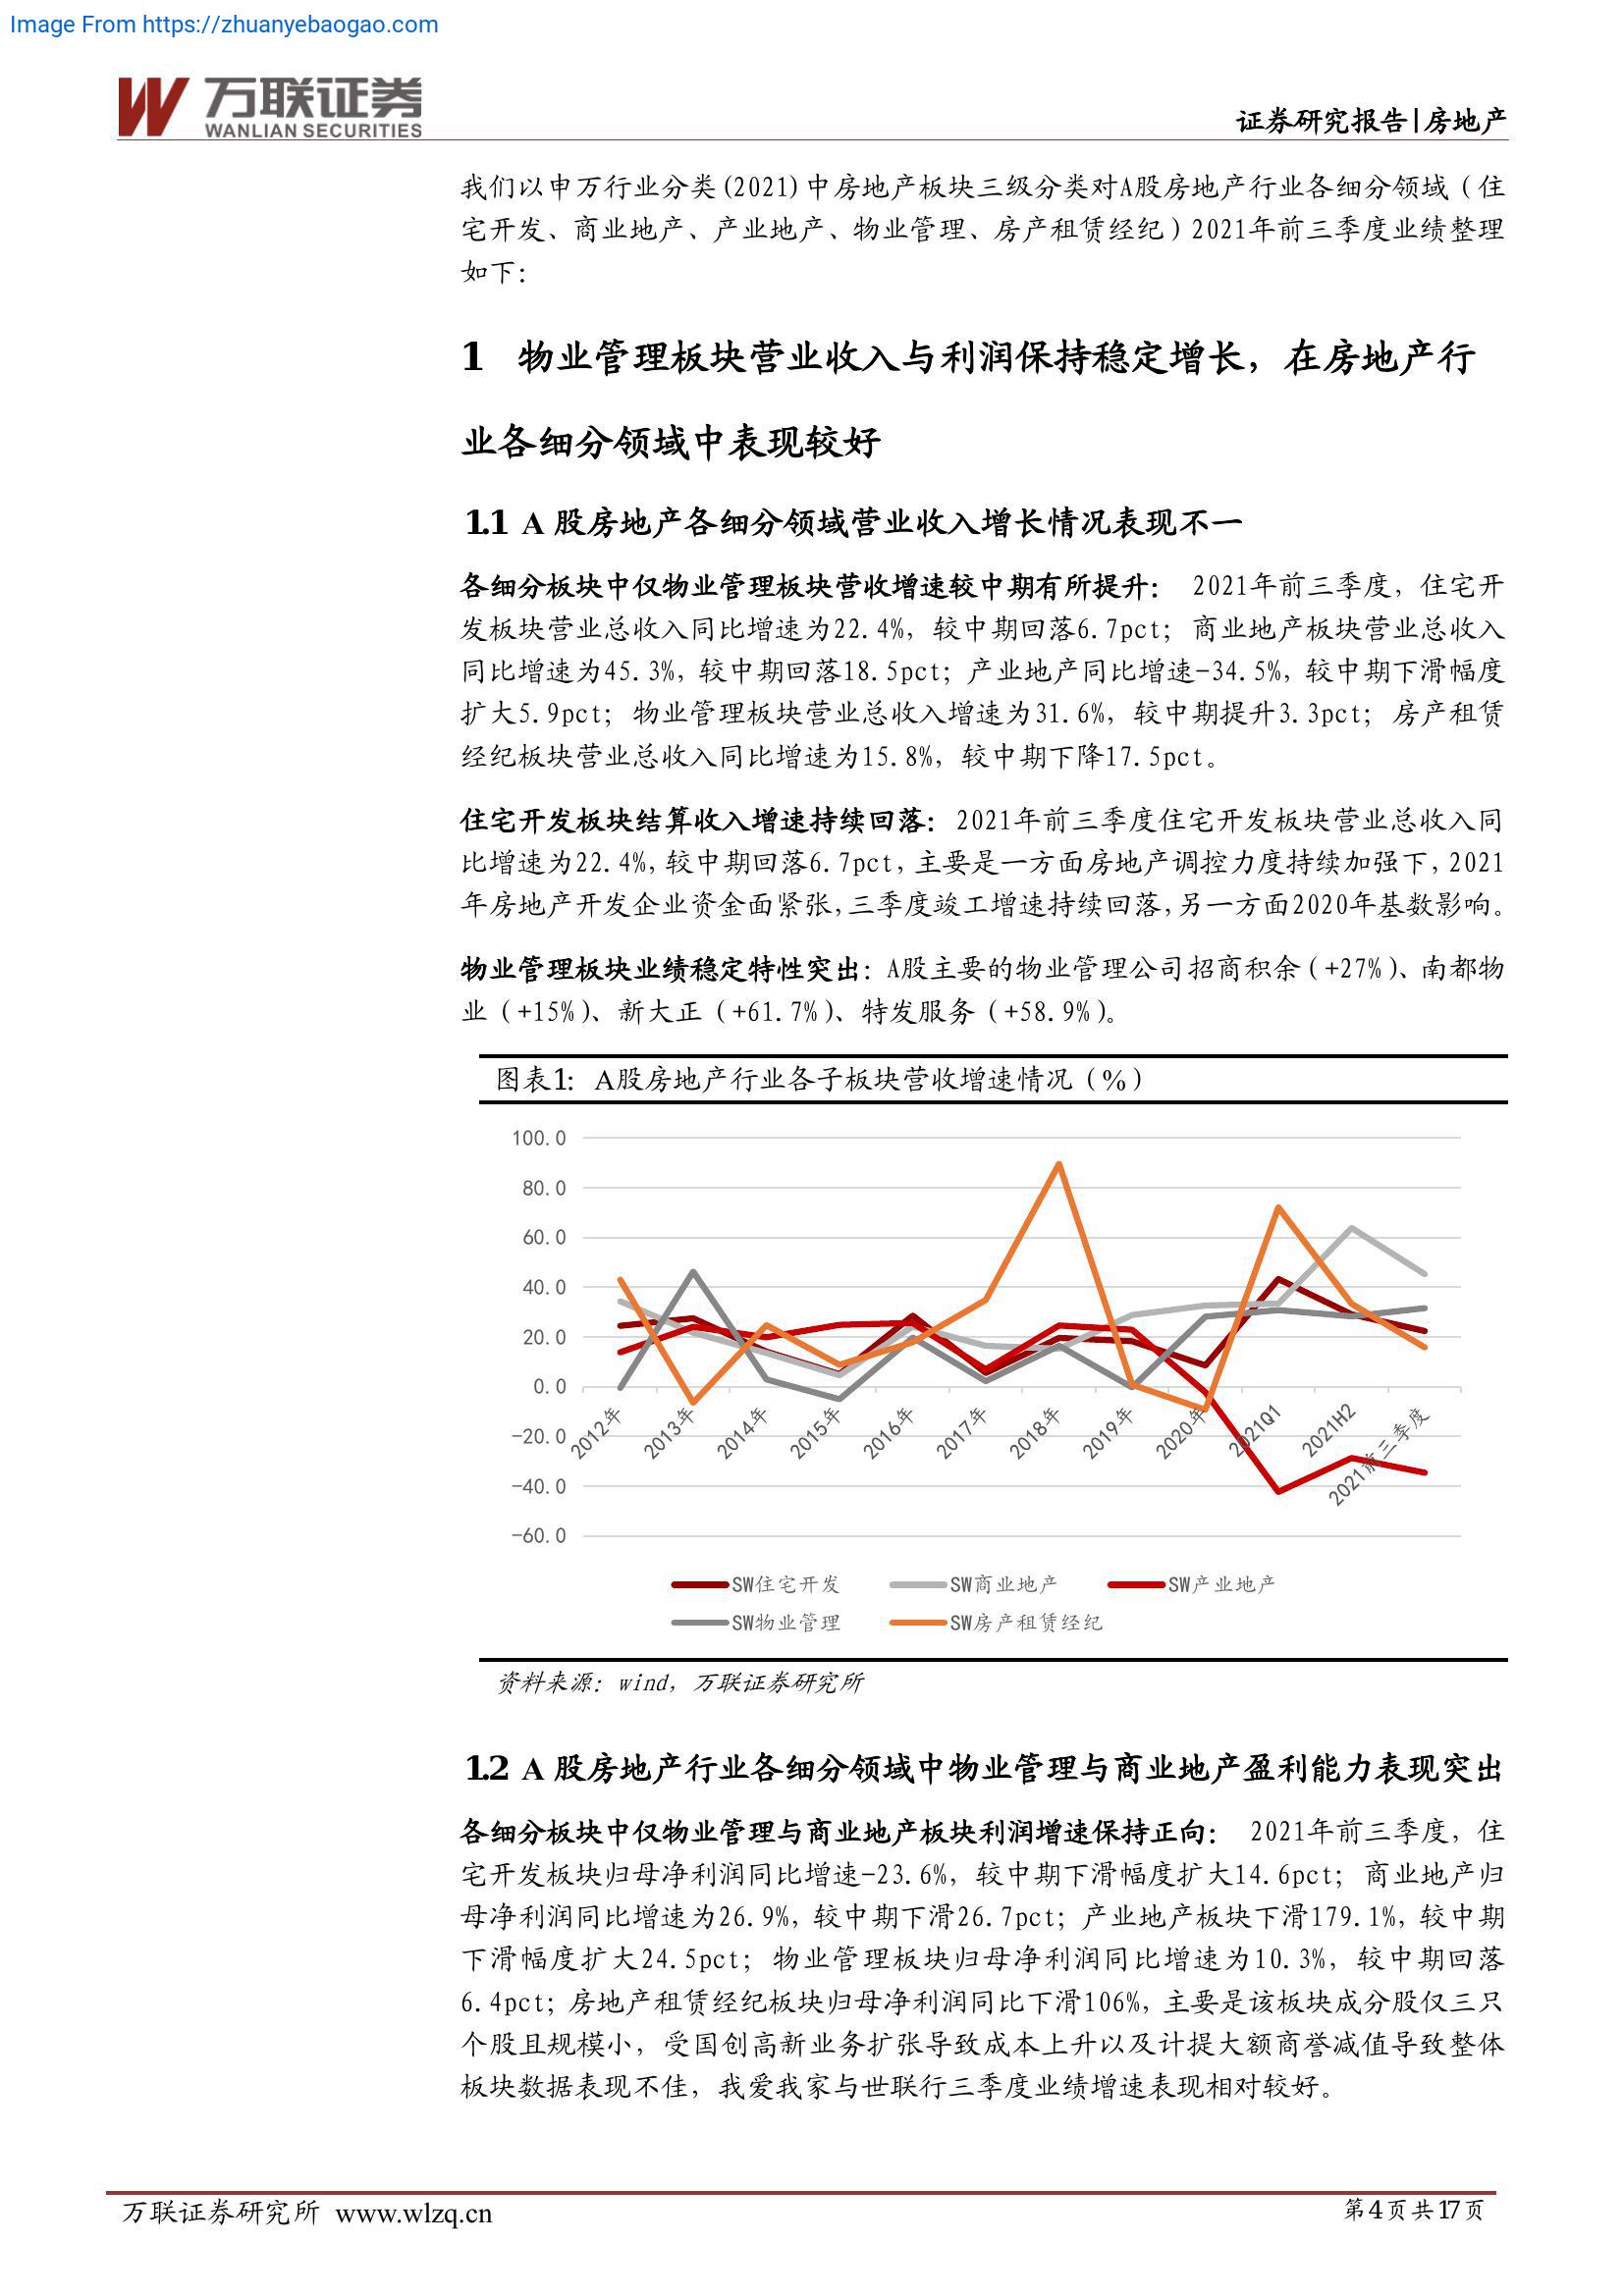 Image From https://zhuanyebaogao.com
万联证券
WANLIAN SECURITIES
证券研究报告|房地产
我们以申万行业分类(2021)中房地产板块三级分类对A股房地产行业各细分领域（住
宅开发、商业地产、产业地产、物业管理、房产租赁经纪）2021年前三季度业绩整理
如下：
1 物业管理板块营业收入与利润保持稳定增长，在房地产行
业各细分领域中表现较好
1.1 A 股房地产各细分领域营业收入增长情况表现不一
各细分板块中仅物业管理板块营收增速较中期有所提升： 2021年前三季度，住宅开
发板块营业总收入同比增速为22.4%，较中期回落6.7pct；商业地产板块营业总收入
同比增速为45.3%，较中期回落18.5pct；产业地产同比增速-34.5%，较中期下滑幅度
扩大5.9pct；物业管理板块营业总收入增速为31.6%，较中期提升3.3pct；房产租赁
经纪板块营业总收入同比增速为15.8%，较中期下降17.5pct。
住宅开发板块结算收入增速持续回落：2021年前三季度住宅开发板块营业总收入同
比增速为22.4%，较中期回落6.7pct，主要是一方面房地产调控力度持续加强下，2021
年房地产开发企业资金面紧张，三季度竣工增速持续回落，另一方面2020年基数影响。
物业管理板块业绩稳定特性突出：A股主要的物业管理公司招商积余（+27%）、南都物
业（+15%）、新大正（+61.7%）、特发服务（+58.9%）。
图表1：A股房地产行业各子板块营收增速情况（%）
100.0
80.0
60.0
40.0
20.0
0.0
-20.0
-40.0
-60.0
2012年
2013年
2014年
2015年
2016年
2017年
2018年
2019年
2020年
2021Q1
2021H2
2021前三季度
SW住宅开发 SW商业地产 SW产业地产
SW物业管理 SW房产租赁经纪
资料来源：wind，万联证券研究所
1.2 A 股房地产行业各细分领域中物业管理与商业地产盈利能力表现突出
各细分板块中仅物业管理与商业地产板块利润增速保持正向： 2021年前三季度，住
宅开发板块归母净利润同比增速-23.6%，较中期下滑幅度扩大14.6pct；商业地产归
母净利润同比增速为26.9%，较中期下滑26.7pct；产业地产板块下滑179.1%，较中期
下滑幅度扩大24.5pct；物业管理板块归母净利润同比增速为10.3%，较中期回落
6.4pct；房地产租赁经纪板块归母净利润同比下滑106%，主要是该板块成分股仅三只
个股且规模小，受国创高新业务扩张导致成本上升以及计提大额商誉减值导致整体
板块数据表现不佳，我爱我家与世联行三季度业绩增速表现相对较好。
万联证券研究所 www.wlzq.cn
第4页共17页